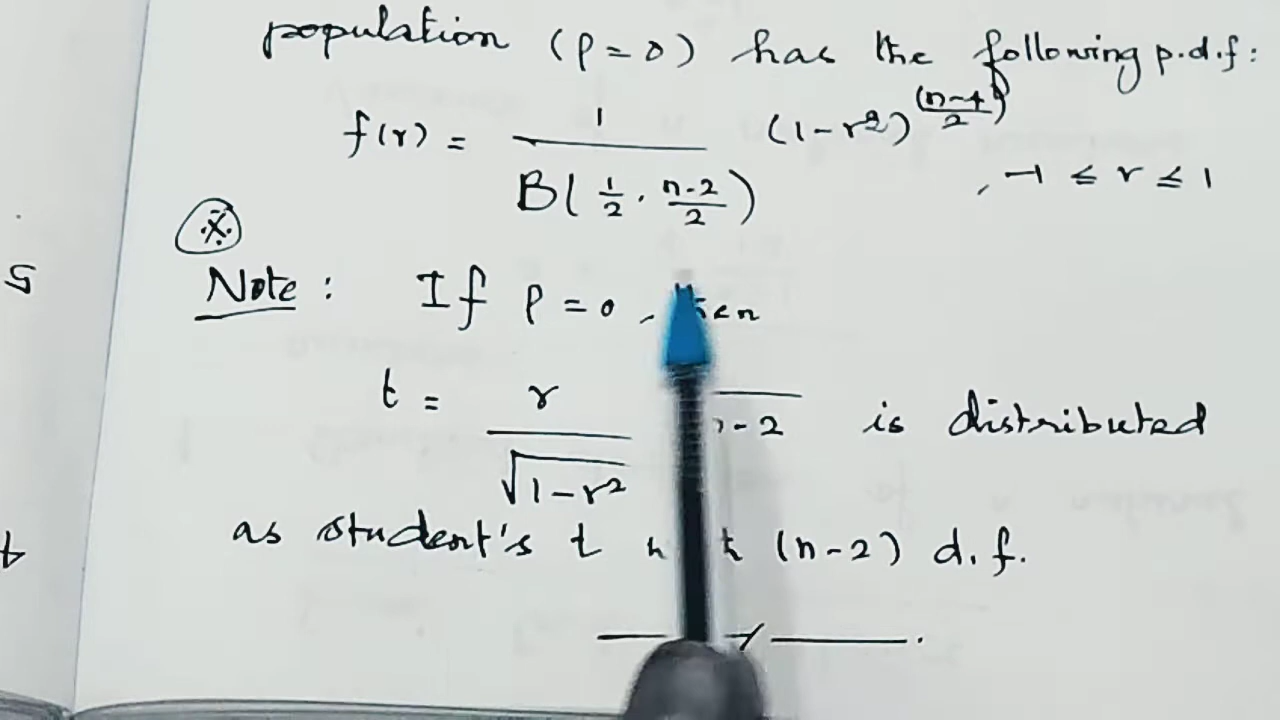 population (ρ = 0) has the following p.d.f:
f(r) = 1 / B(1/2 . n-2/2) (1-r²)^((n-4)/2) , -1 ≤ r ≤ 1
Note : If ρ = 0 ,
t = r / √1-r² n-2 is distributed
as student's t (n-2) d.f.